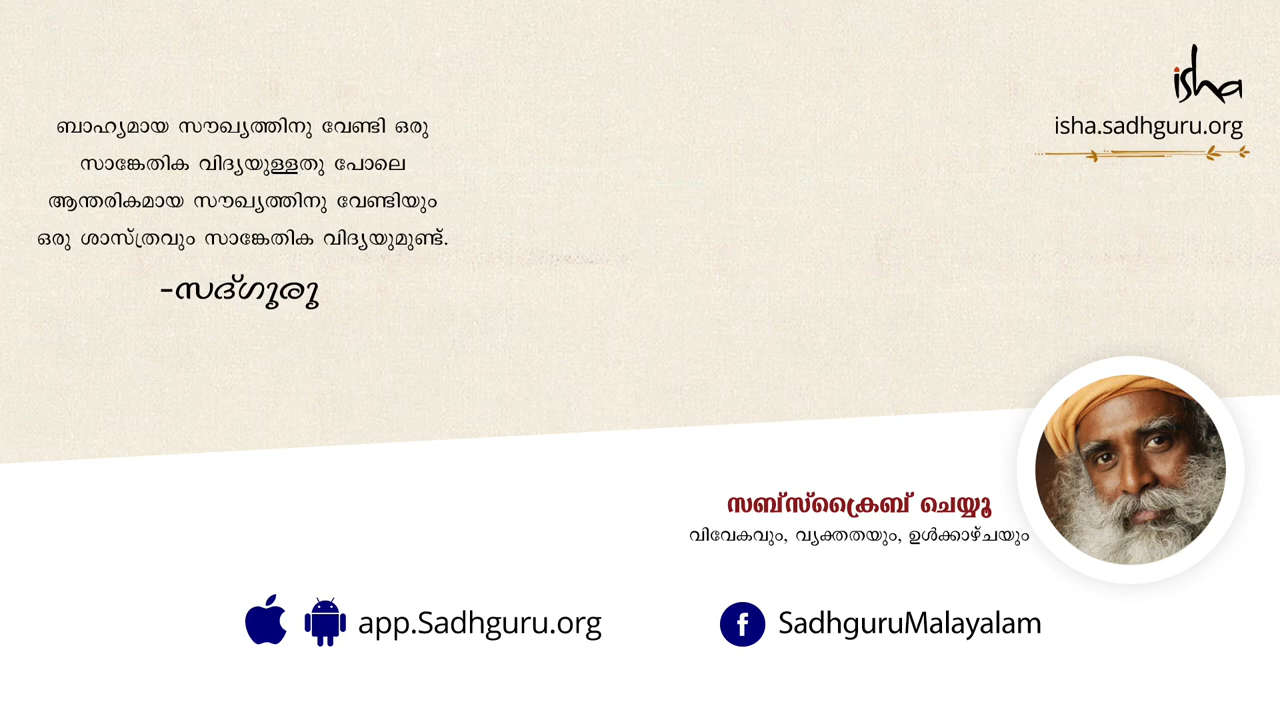 isha
isha.sadhguru.org
ബാഹ്യമായ സൗഖ്യത്തിനു വേണ്ടി ഒരു
സാങ്കേതിക വിദ്യയുള്ളതു പോലെ
ആന്തരികമായ സൗഖ്യത്തിനു വേണ്ടിയും
ഒരു ശാസ്ത്രവും സാങ്കേതിക വിദ്യയുമുണ്ട്.
-സദ്ഗുരു
സബ്സ്ക്രൈബ് ചെയ്യൂ
വിവേകവും, വ്യക്തതയും, ഉൾക്കാഴ്ചയും
app.Sadhguru.org
SadhguruMalayalam